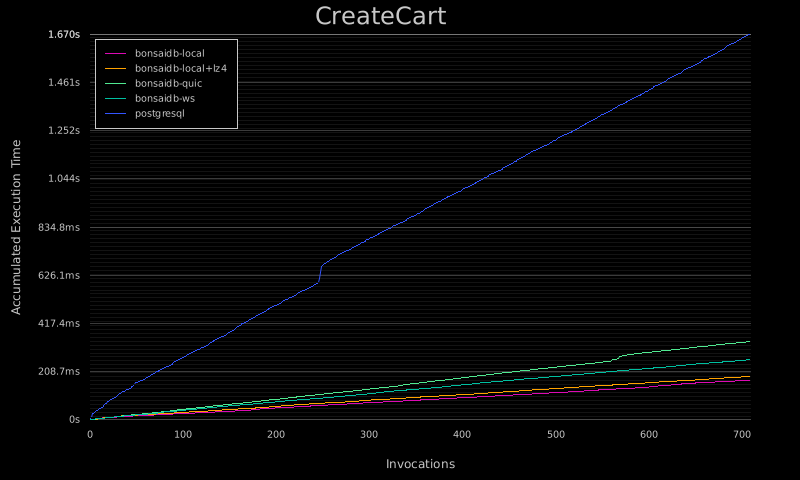 CreateCart
1.670s
bonsaidb-local
bonsaidb-local+lz4
bonsaidb-quic
bonsaidb-ws
postgresql
1.461s
1.252s
1.044s
834.8ms
626.1ms
417.4ms
208.7ms
0s
Accumulated Execution Time
0 100 200 300 400 500 600 700
Invocations